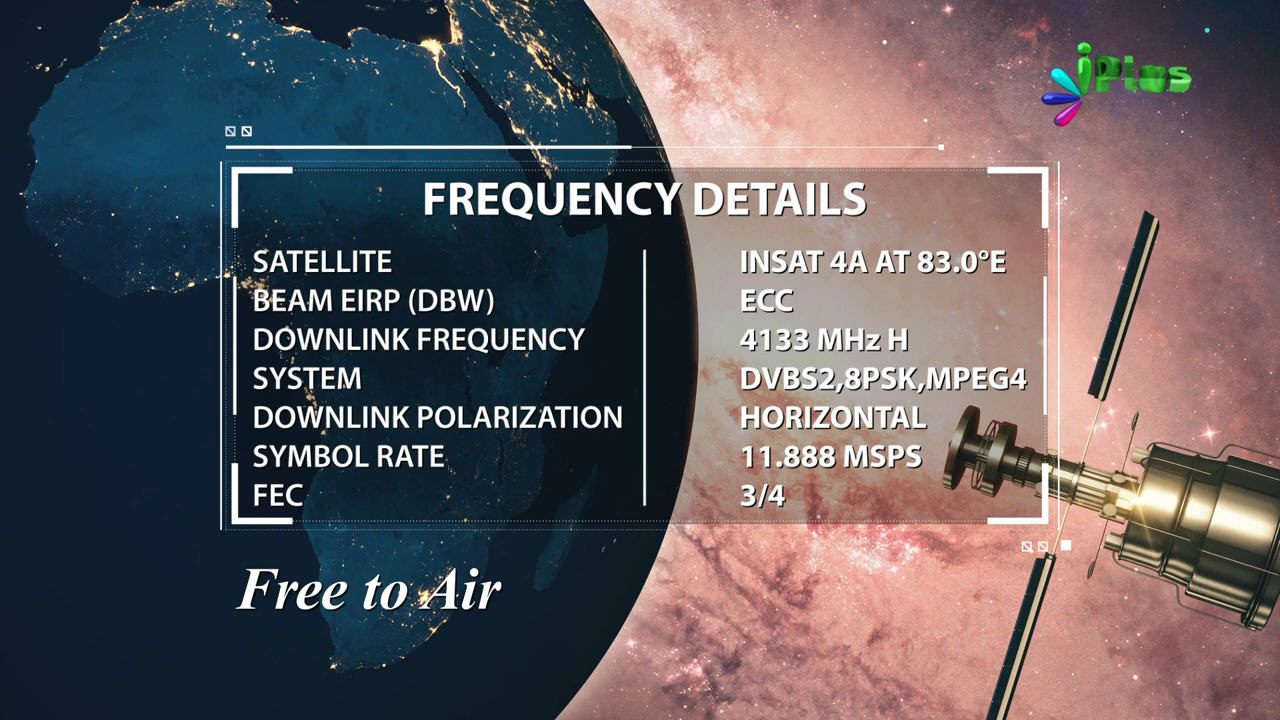 iPlus
FREQUENCY DETAILS
SATELLITE INSAT 4A AT 83.0°E
BEAM EIRP (DBW) ECC
DOWNLINK FREQUENCY 4133 MHz H
SYSTEM DVBS2,8PSK,MPEG4
DOWNLINK POLARIZATION HORIZONTAL
SYMBOL RATE 11.888 MSPS
FEC 3/4
Free to Air